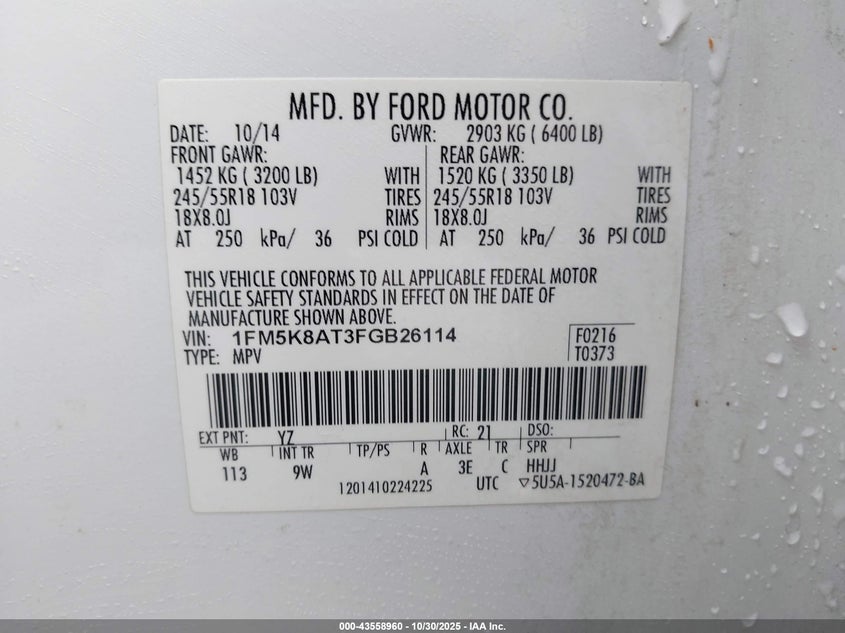 MFD. BY FORD MOTOR CO.
DATE: 10/14 GVWR: 2903 KG ( 6400 LB)
FRONT GAWR: REAR GAWR:
1452 KG ( 3200 LB) WITH 1520 KG ( 3350 LB) WITH
245/55R18 103V TIRES 245/55R18 103V TIRES
18X8.0J RIMS 18X8.0J RIMS
AT 250 kPa/ 36 PSI COLD AT 250 kPa/ 36 PSI COLD
THIS VEHICLE CONFORMS TO ALL APPLICABLE FEDERAL MOTOR
VEHICLE SAFETY STANDARDS IN EFFECT ON THE DATE OF
MANUFACTURE SHOWN ABOVE.
VIN: 1FM5K8AT3FGB26114 F0216
TYPE: MPV T0373
EXT PNT: YZ RC: 21 DSO:
WB INT TR TP/PS R AXLE TR SPR
113 9W A 3E C HHJJ
1201410224225 UTC ▽5U5A-1520472-BA
000-43558960 - 10/30/2025 - IAA Inc.